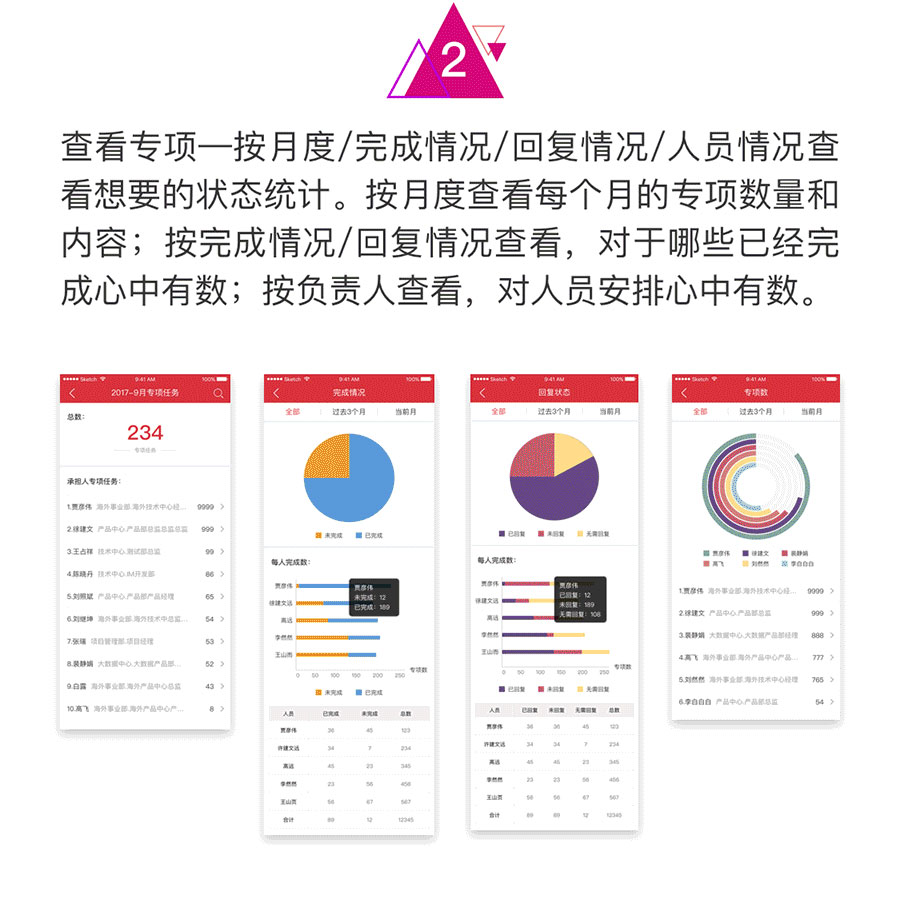 2
查看专项—按月度/完成情况/回复情况/人员情况查
看想要的状态统计。按月度查看每个月的专项数量和
内容；按完成情况/回复情况查看，对于哪些已经完
成心中有数；按负责人查看，对人员安排心中有数。
Sketch 9:41 AM 100%
2017-9月专项任务
总数：
234
专项任务
承担人专项任务：
1.贾彦伟 海外事业部.海外技术中心经... 9999
2.徐建文 产品中心.产品部总监总监总监 999
3.王占祥 技术中心.测试部总监 99
4.陈晓丹 技术中心.IM开发部 86
5.刘照斌 产品中心.产品部产品经理 65
6.刘继坤 海外事业部.海外技术中总监... 54
7.张瑞 项目管理部.项目经理 53
8.裴静娟 大数据中心.大数据产品部... 52
9.白露 海外事业部.海外产品中心总监 43
10.高飞 海外事业部.海外产品中心产... 8
Sketch 9:41 AM 100%
完成情况
全部 过去3个月 当前月
未完成 已完成
每人完成数：
贾彦伟
徐建文远
高远
李然然
王山而
贾彦伟
未完成：12
已完成：189
0 50 100 150 200 250 专项数
未完成 已完成
人员 已完成 未完成 总数
贾彦伟 36 45 123
许建文远 34 7 234
高远 45 23 345
李然然 23 56 456
王山页 56 67 567
合计 89 12 12345
Sketch 9:41 AM 100%
回复状态
全部 过去3个月 当前月
已回复 未回复 无需回复
每人完成数：
贾彦伟
徐建文远
高远
李然然
王山而
贾彦伟
已回复：12
未回复：189
无需回复：108
0 50 100 150 200 250 专项数
已回复 未回复 无需回复
人员 已回复 未回复 无需回复 总数
贾彦伟 36 36 45 123
许建文远 34 34 7 234
高远 45 45 23 345
李然然 23 23 56 456
王山页 56 56 67 567
合计 89 89 12 12345
Sketch 9:41 AM 100%
专项数
全部 过去3个月 当前月
贾彦伟 徐建文 裴静娟
高飞 刘然然 李白白白
1.贾彦伟 海外事业部.海外技术中心经... 9999
2.徐建文 产品中心.产品部总监 999
3.裴静娟 大数据中心.大数据产品部经理 888
4.高飞 海外事业部.海外产品中心产品... 777
5.刘然然 海外事业部.海外技术中心经理 765
6.李白白白 产品中心.产品部总监 54